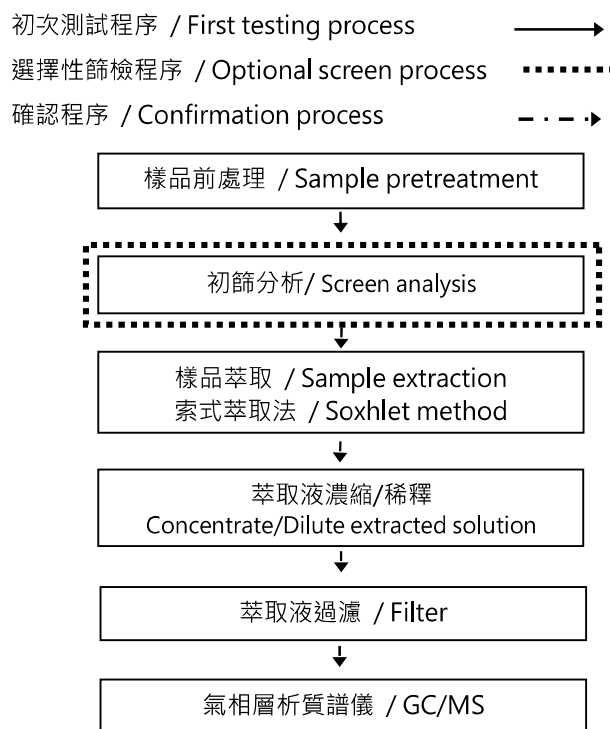 初次測試程序 / First testing process
選擇性篩檢程序 / Optional screen process
確認程序 / Confirmation process
樣品前處理 / Sample pretreatment
初篩分析/ Screen analysis
樣品萃取 / Sample extraction
索式萃取法 / Soxhlet method
萃取液濃縮/稀釋
Concentrate/Dilute extracted solution
萃取液過濾 / Filter
氣相層析質譜儀 / GC/MS